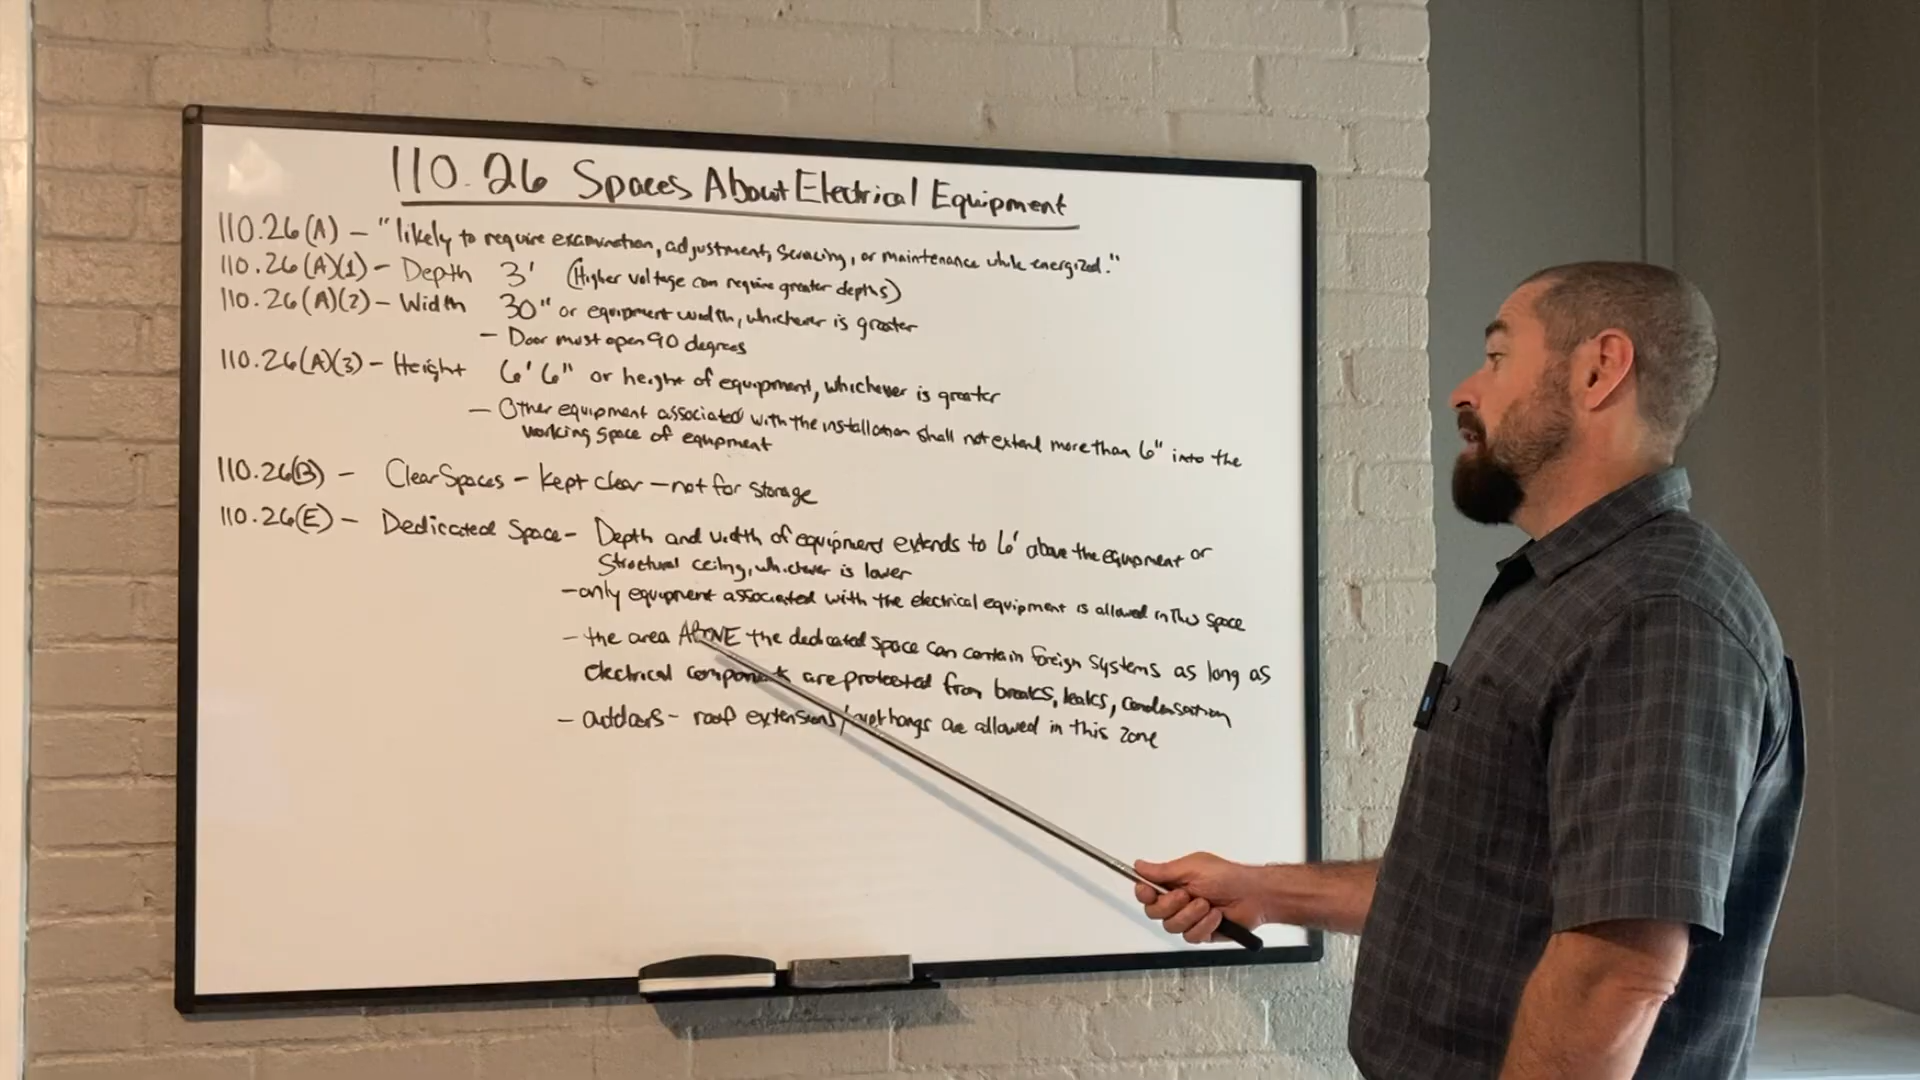 110.26 Spaces About Electrical Equipment
110.26(A) – "likely to require examination, adjustment, servicing, or maintenance while energized."
110.26(A)(1) – Depth 3' (Higher voltage can require greater depths)
110.26(A)(2) – Width 30" or equipment width, whichever is greater
– Door must open 90 degrees
110.26(A)(3) – Height 6'6" or height of equipment, whichever is greater
– Other equipment associated with the installation shall not extend more than 6" into the
working space of equipment
110.26(B) – Clear Spaces – kept clear – not for storage
110.26(E) – Dedicated Space – Depth and width of equipment extends to 6' above the equipment or
Structural ceiling, whichever is lower
– only equipment associated with the electrical equipment is allowed in this space
– the area ABOVE the dedicated space can contain foreign systems as long as
electrical components are protected from breaks, leaks, condensation
– outdoors – roof extensions/overhangs are allowed in this zone